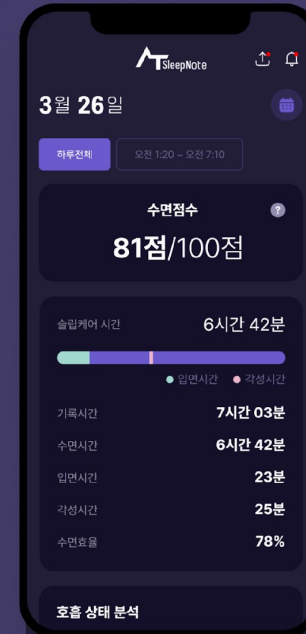 AT SleepNote
3월 26일
하루전체
오전 1:20 ~ 오전 7:10
수면점수
?
81점/100점
슬립케어 시간 6시간 42분
입면시간 각성시간
기록시간 7시간 03분
수면시간 6시간 42분
입면시간 23분
각성시간 25분
수면효율 78%
호흡 상태 분석